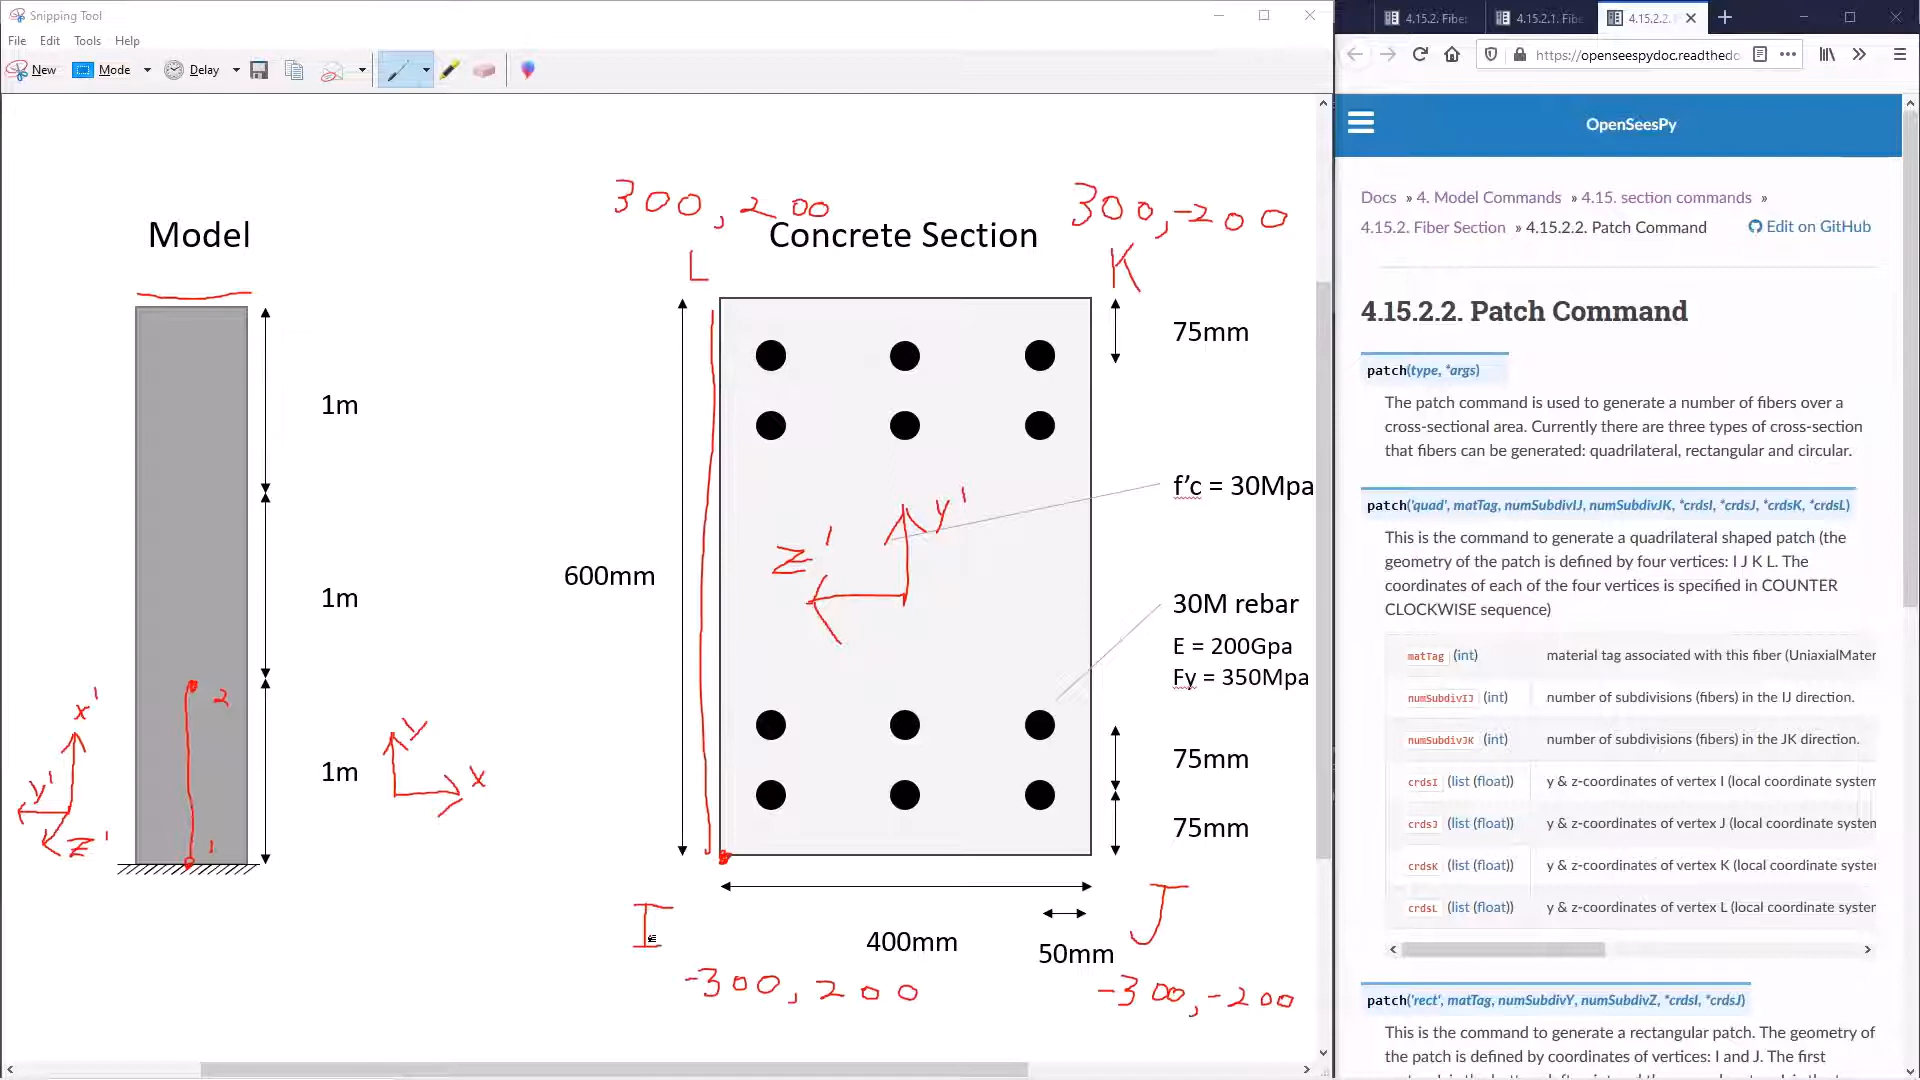 Snipping Tool
File Edit Tools Help
New Mode Delay
300, 200
300, -200
Model
Concrete Section
L
K
1m
1m
1m
75mm
f'c = 30Mpa
y'
z'
600mm
30M rebar
E = 200Gpa
Fy = 350Mpa
75mm
75mm
x'
y'
z'
2
1
Y
X
I
J
400mm
50mm
-300, 200
-300, -200
4.15.2. Fibe
4.15.2.1. Fibe
4.15.2.2. F
https://openseespydoc.readthedo
OpenSeesPy
Docs » 4. Model Commands » 4.15. section commands »
4.15.2. Fiber Section » 4.15.2.2. Patch Command
Edit on GitHub
4.15.2.2. Patch Command
patch(type, *args)
The patch command is used to generate a number of fibers over a
cross-sectional area. Currently there are three types of cross-section
that fibers can be generated: quadrilateral, rectangular and circular.
patch('quad', matTag, numSubdivIJ, numSubdivJK, *crdsI, *crdsJ, *crdsK, *crdsL)
This is the command to generate a quadrilateral shaped patch (the
geometry of the patch is defined by four vertices: I J K L. The
coordinates of each of the four vertices is specified in COUNTER
CLOCKWISE sequence)
matTag (int) material tag associated with this fiber (UniaxialMater
numSubdivIJ (int) number of subdivisions (fibers) in the IJ direction.
numSubdivJK (int) number of subdivisions (fibers) in the JK direction.
crdsI (list (float)) y & z-coordinates of vertex I (local coordinate system
crdsJ (list (float)) y & z-coordinates of vertex J (local coordinate system
crdsK (list (float)) y & z-coordinates of vertex K (local coordinate syste
crdsL (list (float)) y & z-coordinates of vertex L (local coordinate syster
patch('rect', matTag, numSubdivY, numSubdivZ, *crdsI, *crdsJ)
This is the command to generate a rectangular patch. The geometry of
the patch is defined by coordinates of vertices: I and J. The first